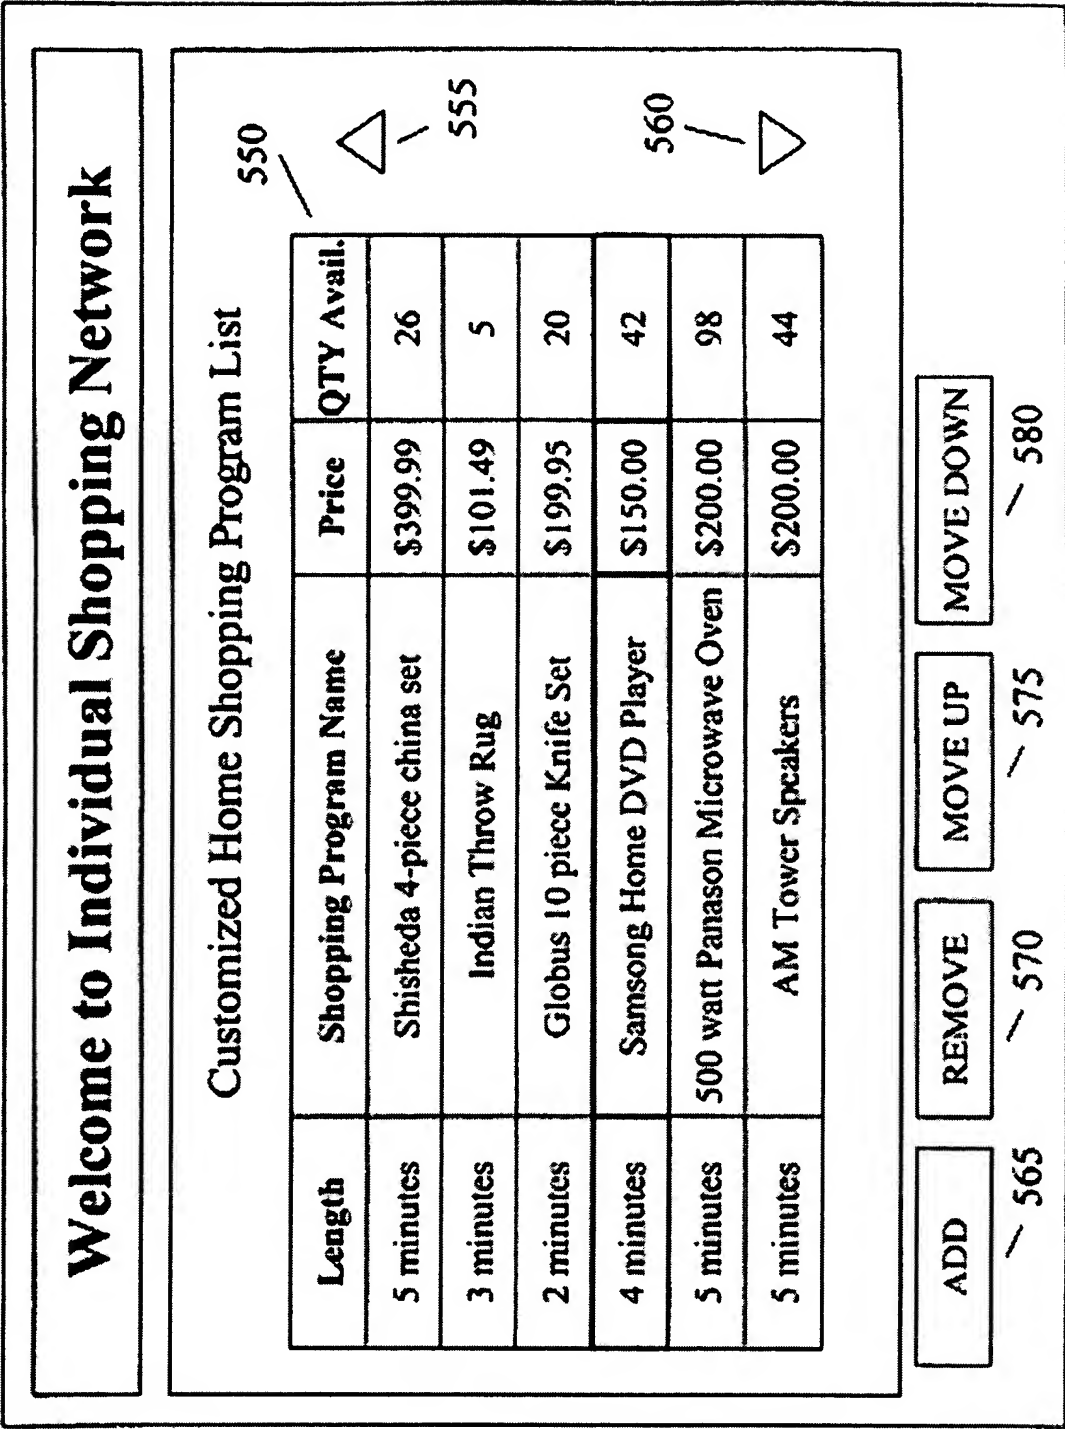 Welcome to Individual Shopping Network
Customized Home Shopping Program List
550
Length Shopping Program Name Price QTY Avail.
5 minutes Shisheda 4-piece china set $399.99 26
3 minutes Indian Throw Rug $101.49 5
2 minutes Globus 10 piece Knife Set $199.95 20
4 minutes Samsong Home DVD Player $150.00 42
5 minutes 500 watt Panason Microwave Oven $200.00 98
5 minutes AM Tower Speakers $200.00 44
555
560
ADD REMOVE MOVE UP MOVE DOWN
565 570 575 580